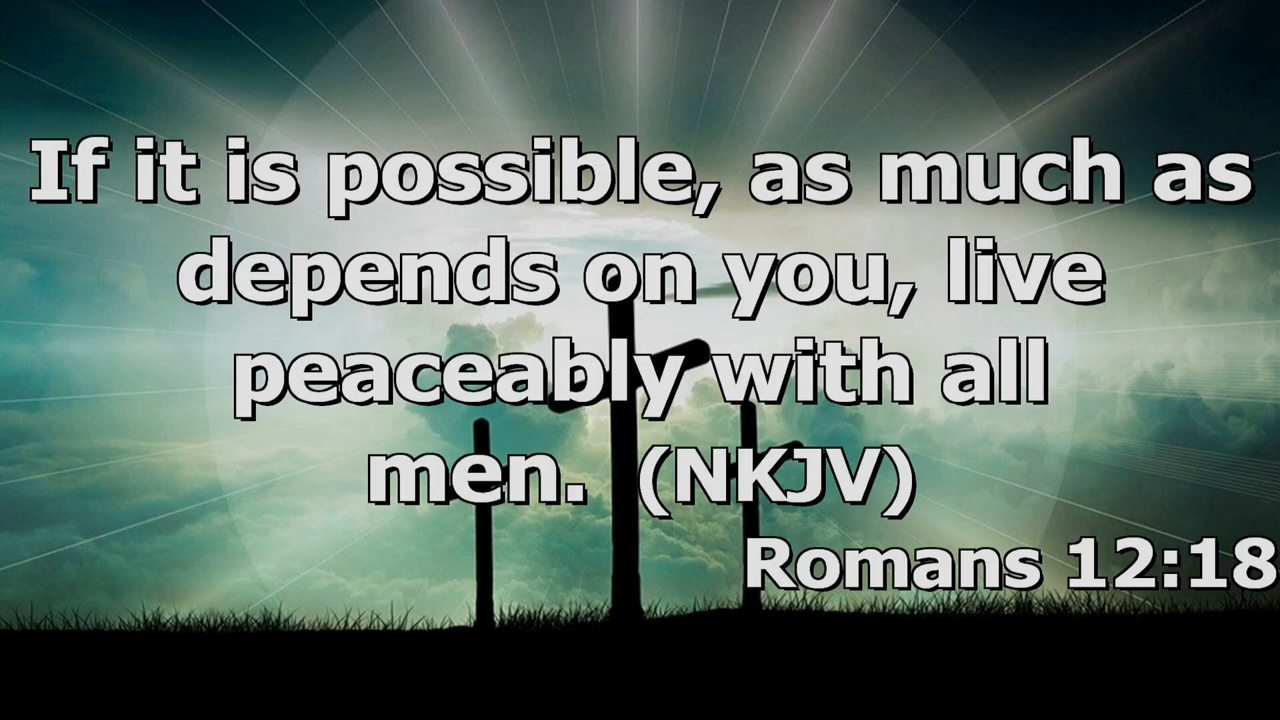 If it is possible, as much as
depends on you, live
peaceably with all
men.  (NKJV)
Romans 12:18